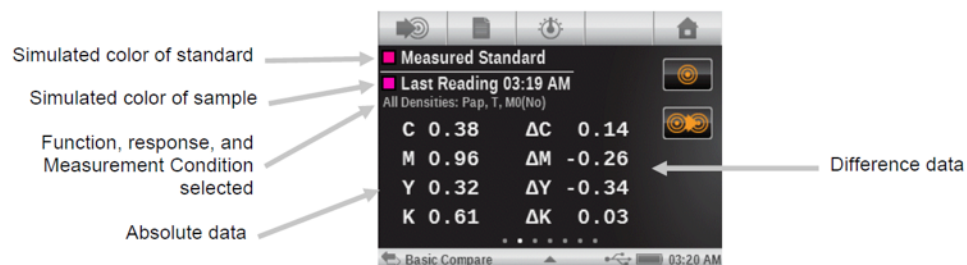 Simulated color of standard
Simulated color of sample
Function, response, and
Measurement Condition
selected
Absolute data
Measured Standard
Last Reading 03:19 AM
All Densities: Pap, T, M0(No)
C 0.38 ΔC 0.14
M 0.96 ΔM -0.26
Y 0.32 ΔY -0.34
K 0.61 ΔK 0.03
Basic Compare 03:20 AM
Difference data